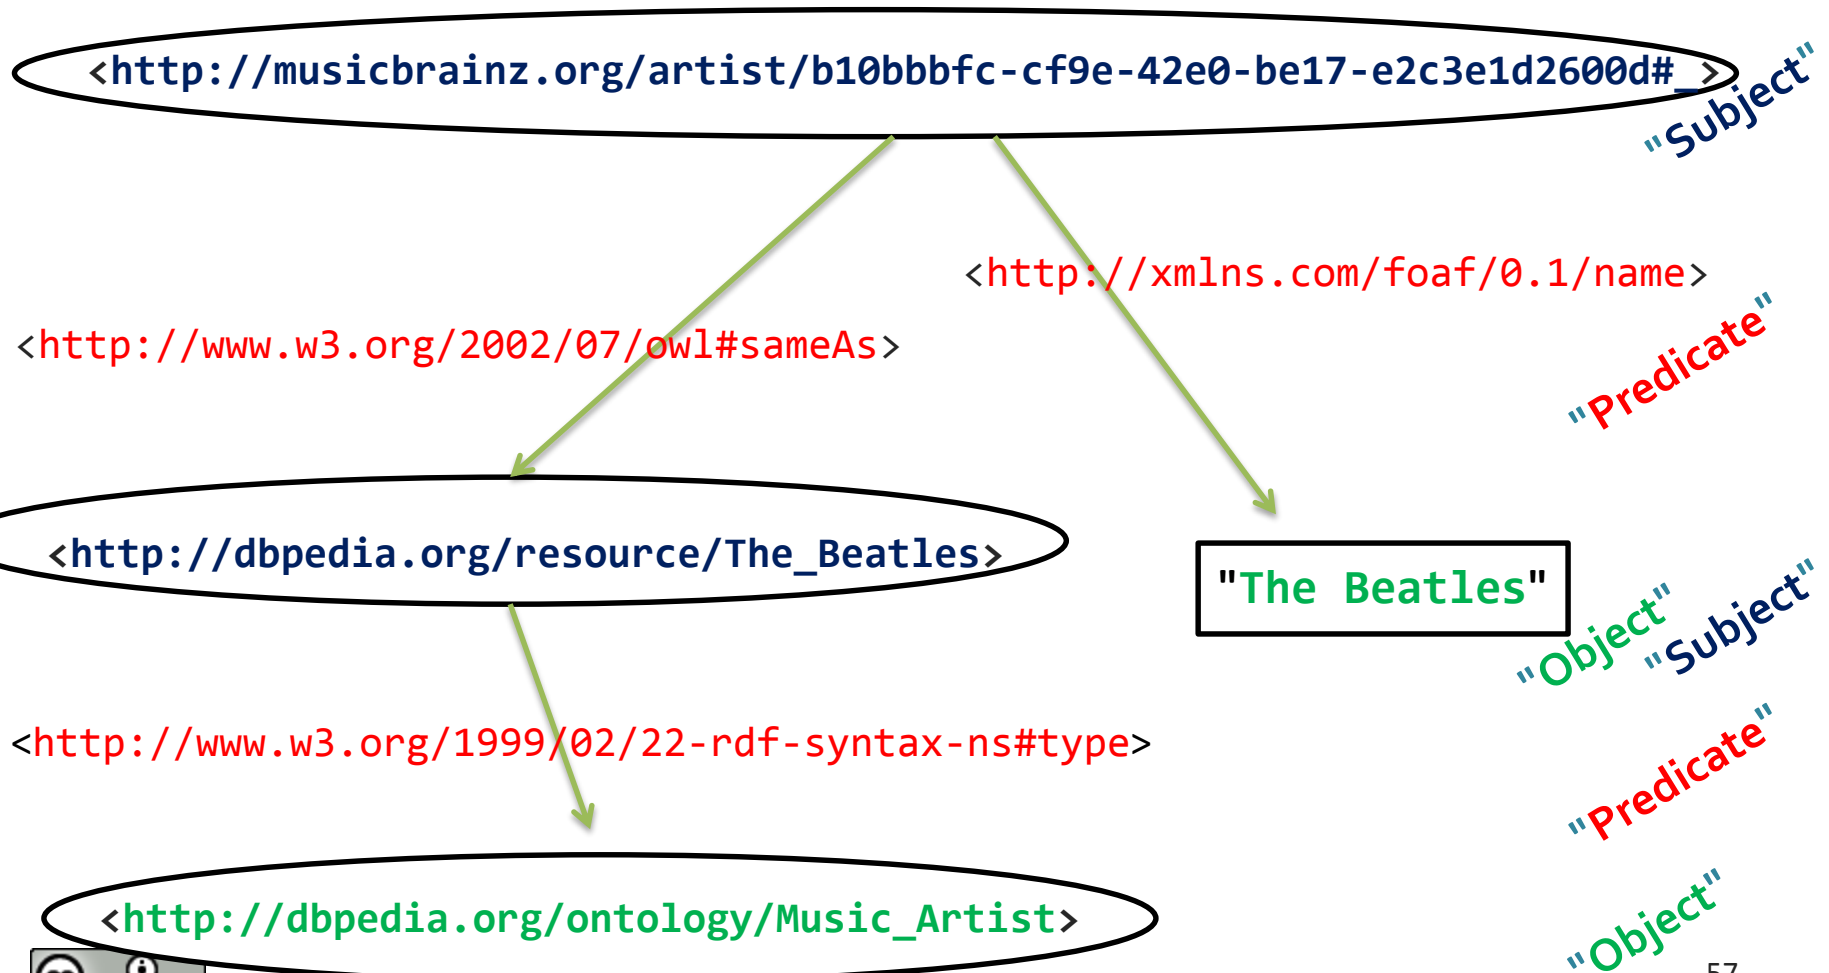 <http://musicbrainz.org/artist/b10bbbfc-cf9e-42e0-be17-e2c3e1d2600d#_>
"Subject"
<http://xmlns.com/foaf/0.1/name>
<http://www.w3.org/2002/07/owl#sameAs>
"Predicate"
<http://dbpedia.org/resource/The_Beatles>
"The Beatles"
"Object"
"Subject"
<http://www.w3.org/1999/02/22-rdf-syntax-ns#type>
"Predicate"
<http://dbpedia.org/ontology/Music_Artist>
"Object"
57